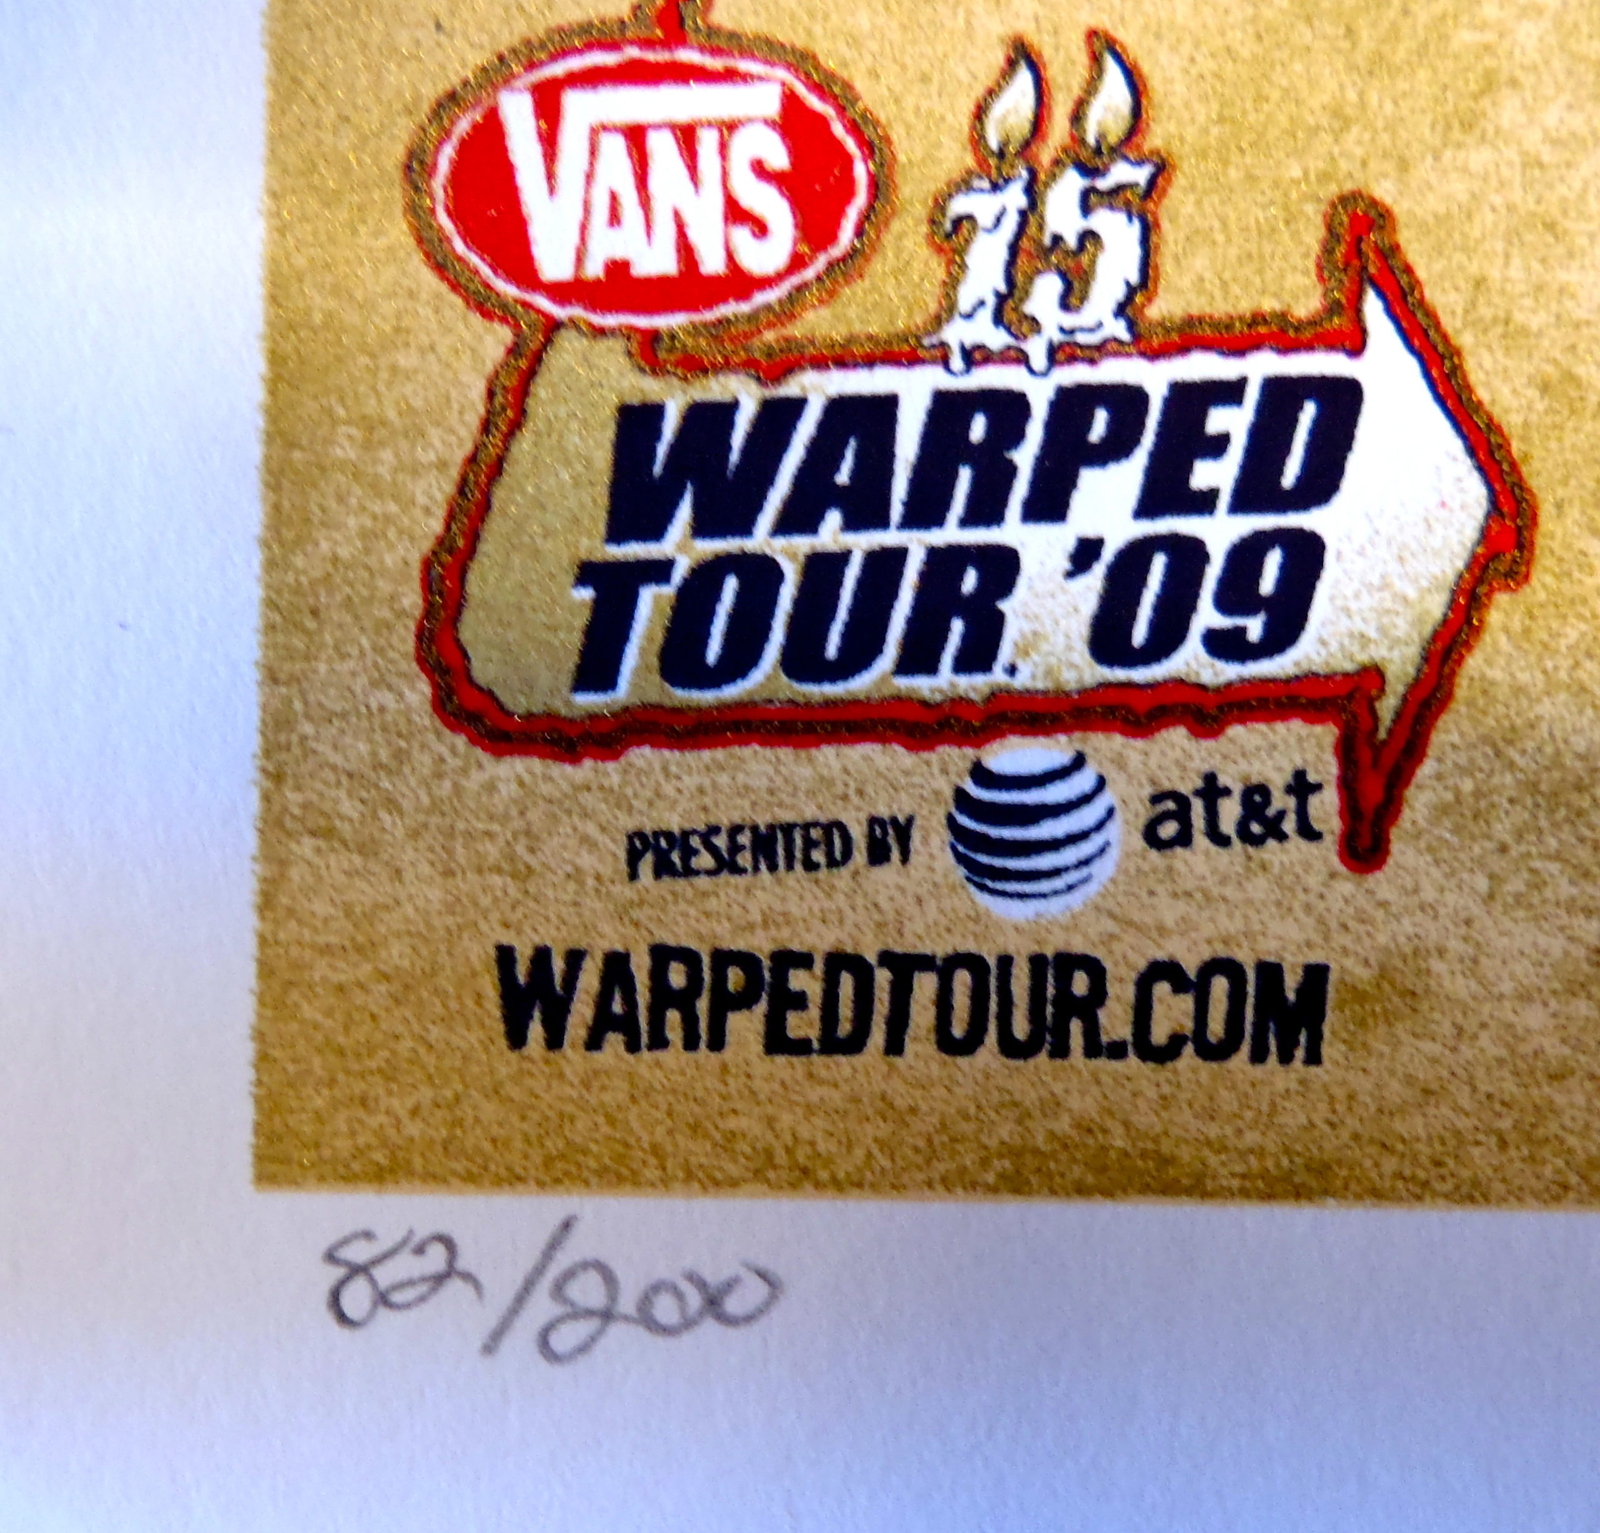 VANS
15
WARPED
TOUR '09
PRESENTED BY at&t
WARPEDTOUR.COM
82/200